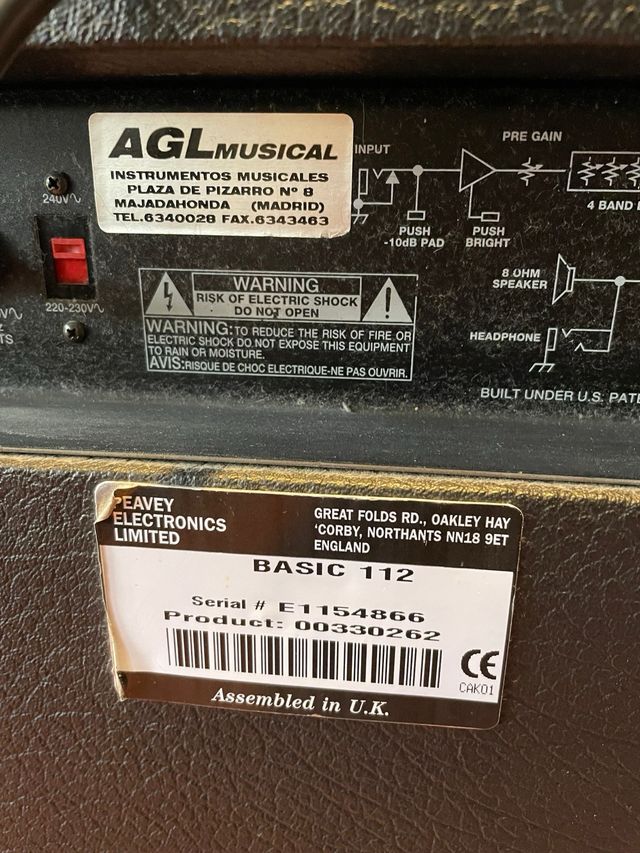 AGL MUSICAL
INSTRUMENTOS MUSICALES
PLAZA DE PIZARRO Nº 8
MAJADAHONDA (MADRID)
TEL.6340028 FAX.6343463
240V
220-230V
INPUT
PRE GAIN
PUSH
-10dB PAD
PUSH
BRIGHT
4 BAND
8 OHM
SPEAKER
HEADPHONE
WARNING
RISK OF ELECTRIC SHOCK
DO NOT OPEN
WARNING: TO REDUCE THE RISK OF FIRE OR
ELECTRIC SHOCK DO NOT EXPOSE THIS EQUIPMENT
TO RAIN OR MOISTURE.
AVIS: RISQUE DE CHOC ELECTRIQUE-NE PAS OUVRIR.
BUILT UNDER U.S. PATE
PEAVEY
ELECTRONICS
LIMITED
GREAT FOLDS RD., OAKLEY HAY
'CORBY, NORTHANTS NN18 9ET
ENGLAND
BASIC 112
Serial # E1154866
Product: 00330262
CE
CAK01
Assembled in U.K.